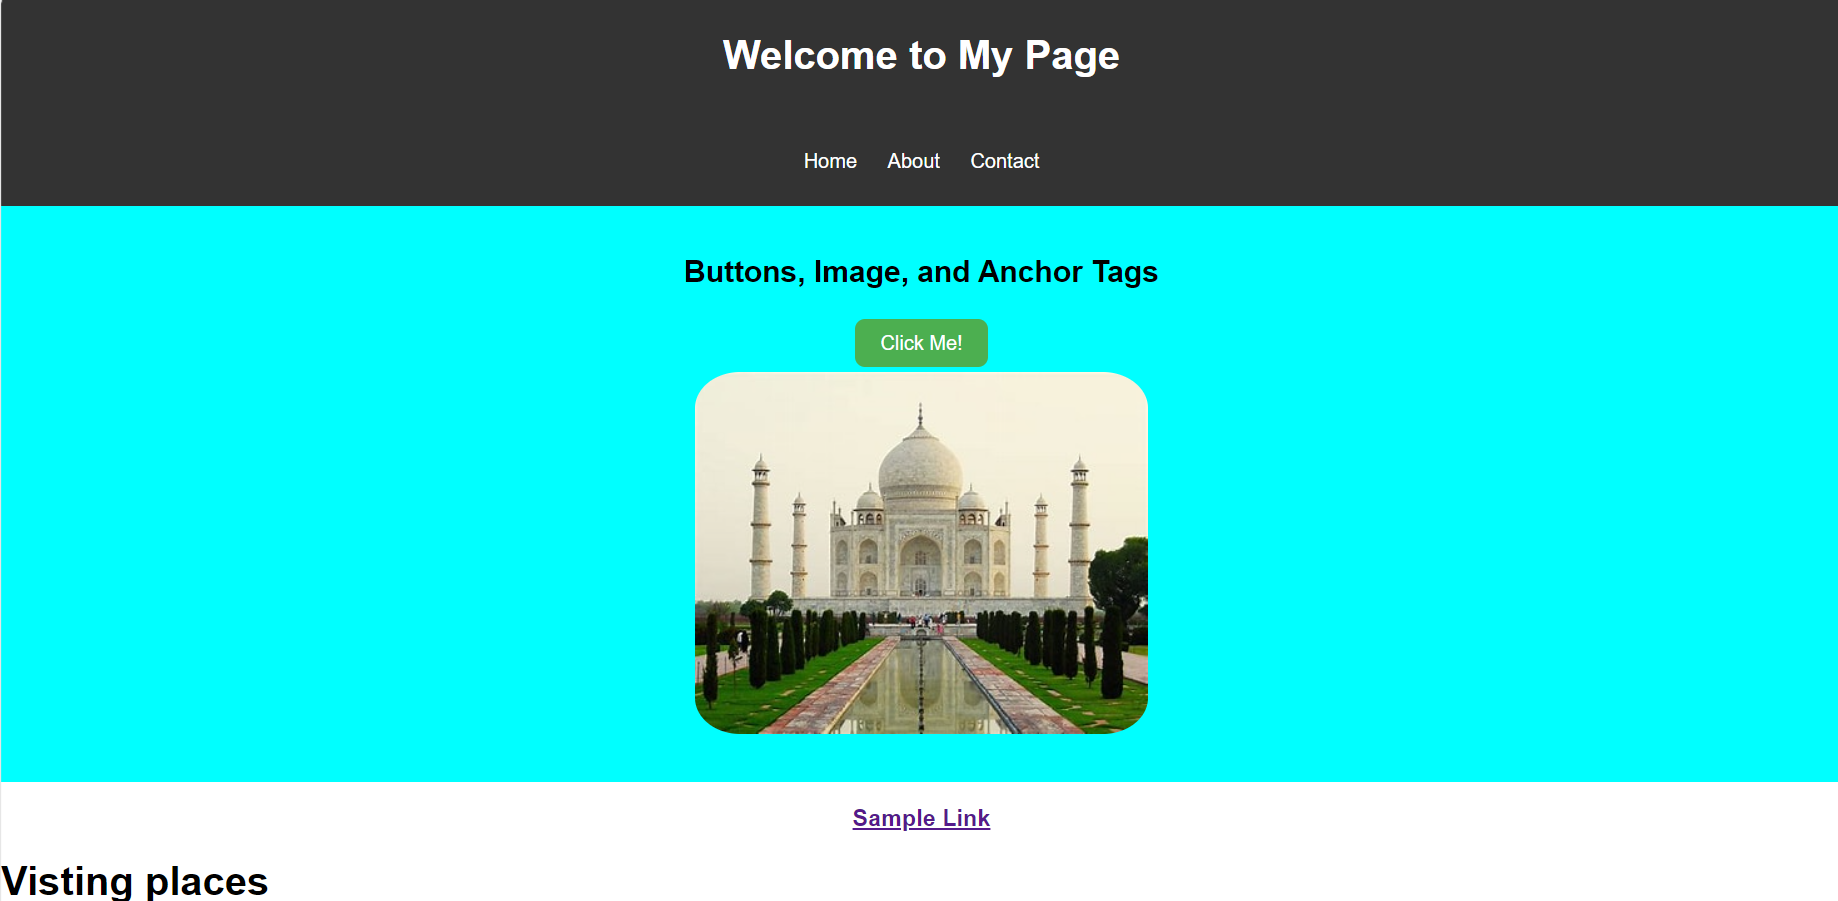 Welcome to My Page
Home About Contact
Buttons, Image, and Anchor Tags
Click Me!
Sample Link
Visting places